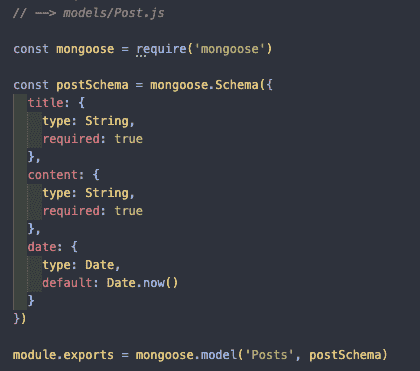 // ––> models/Post.js
const mongoose = require('mongoose')
const postSchema = mongoose.Schema({
title: {
type: String,
required: true
},
content: {
type: String,
required: true
},
date: {
type: Date,
default: Date.now()
}
})
module.exports = mongoose.model('Posts', postSchema)